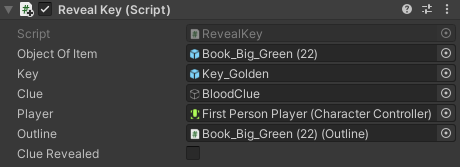 Reveal Key (Script)
Script RevealKey
Object Of Item Book_Big_Green (22)
Key Key_Golden
Clue BloodClue
Player First Person Player (Character Controller)
Outline Book_Big_Green (22) (Outline)
Clue Revealed